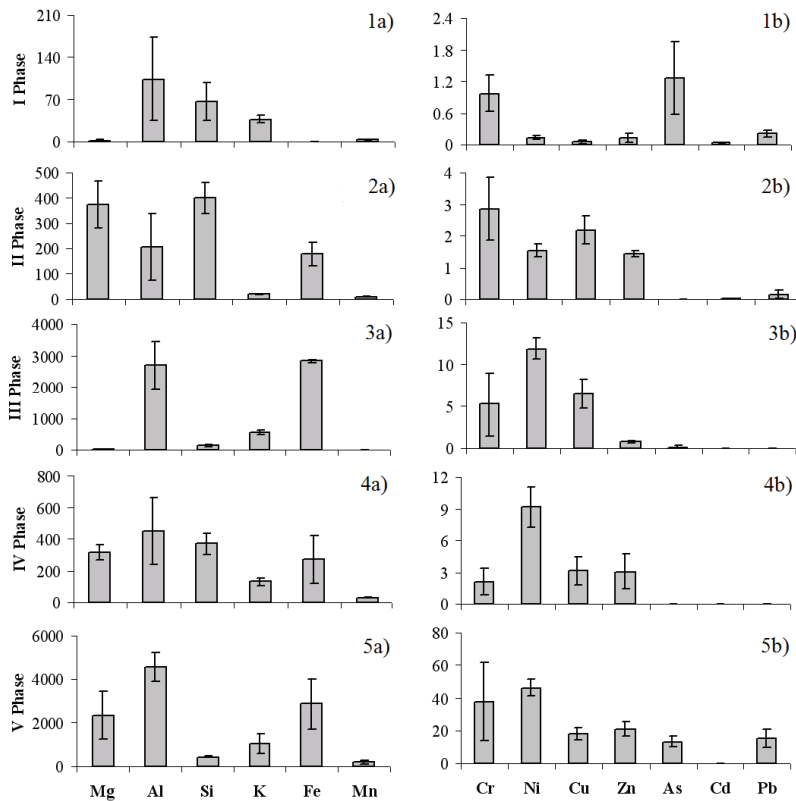 1a)
I Phase
210
140
70
0
1b)
2.4
1.8
1.2
0.6
0
2a)
II Phase
500
400
300
200
100
0
2b)
4
3
2
1
0
3a)
III Phase
4000
3000
2000
1000
0
3b)
15
10
5
0
4a)
IV Phase
800
600
400
200
0
4b)
12
9
6
3
0
5a)
V Phase
6000
4000
2000
0
Mg Al Si K Fe Mn
5b)
80
60
40
20
0
Cr Ni Cu Zn As Cd Pb